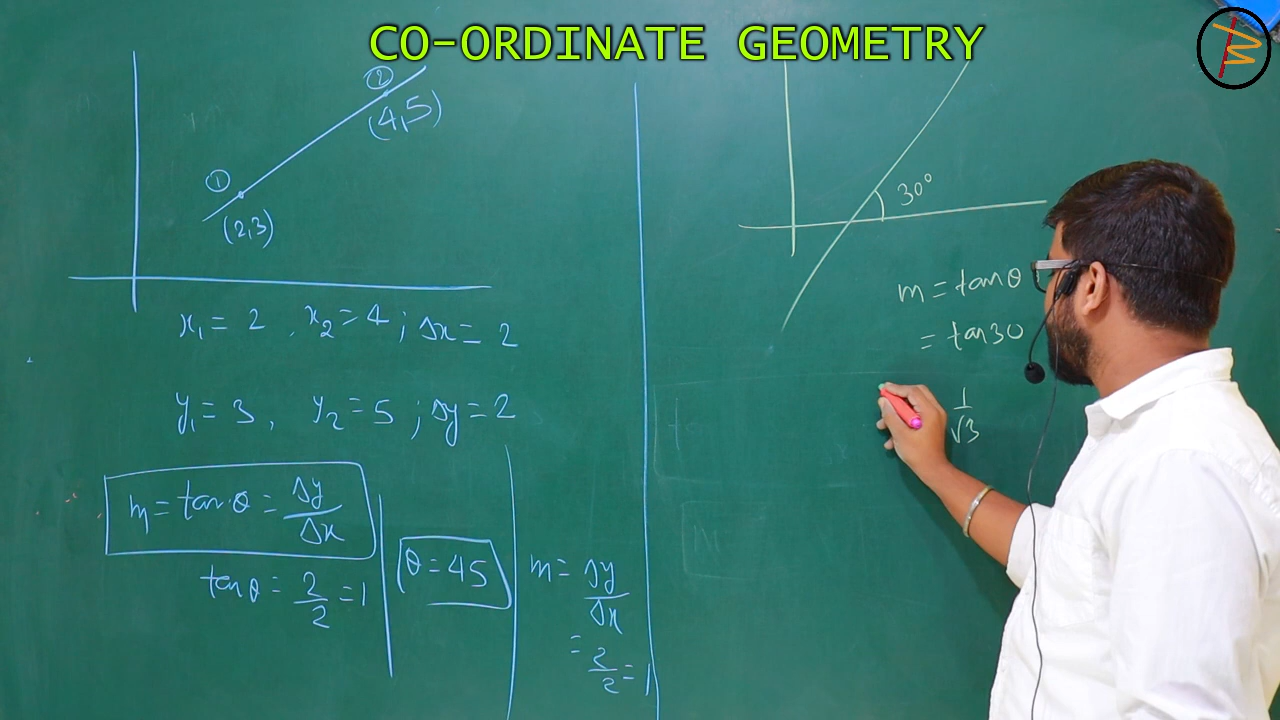 CO-ORDINATE GEOMETRY
②
(4,5)
①
(2,3)
x₁ = 2 , x₂ = 4 ; Δx = 2
y₁ = 3 , y₂ = 5 ; Δy = 2
m = tan θ = Δy/Δx
tan θ = 2/2 = 1
θ = 45
m = Δy/Δx
= 2/2 = 1
30°
m = tan θ
= tan 30
1/√3